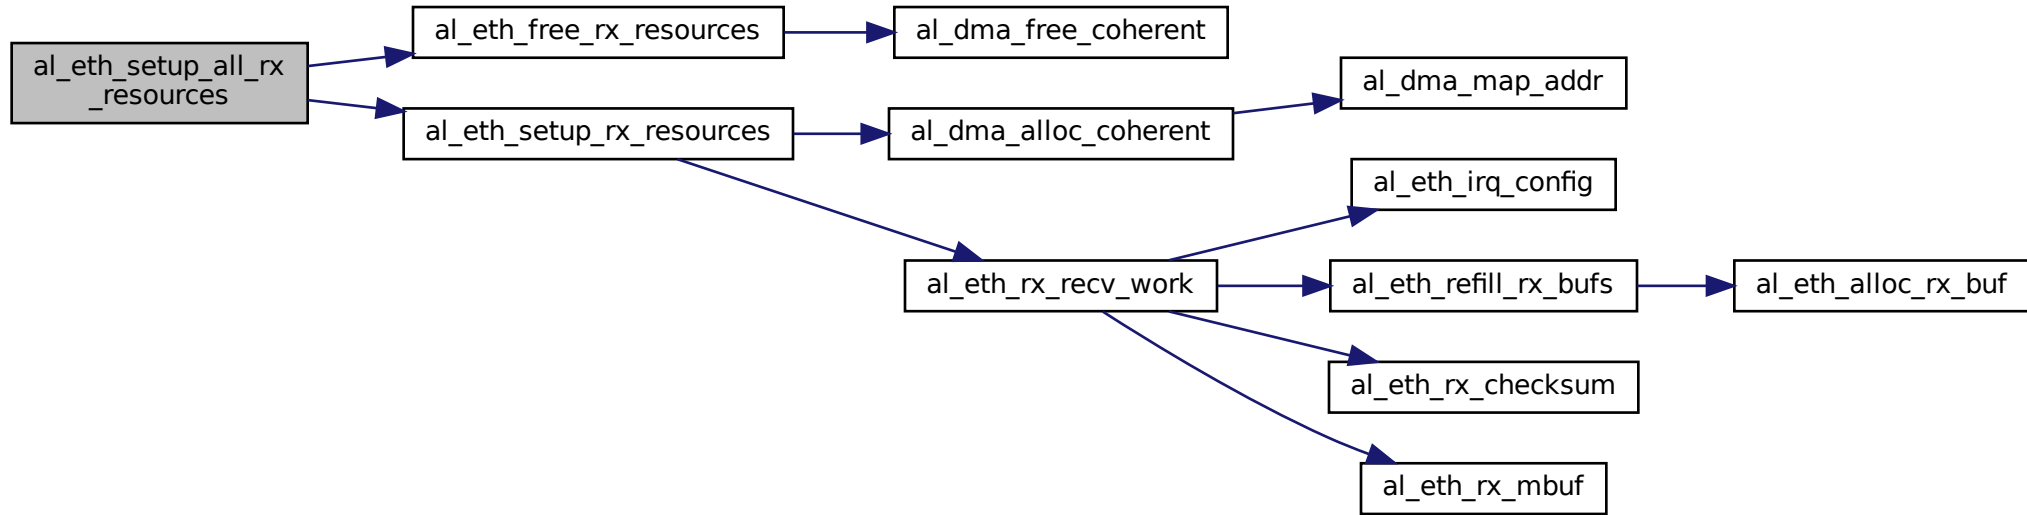 al_eth_setup_all_rx
_resources
al_eth_free_rx_resources
al_dma_free_coherent
al_eth_setup_rx_resources
al_dma_alloc_coherent
al_dma_map_addr
al_eth_rx_recv_work
al_eth_irq_config
al_eth_refill_rx_bufs
al_eth_alloc_rx_buf
al_eth_rx_checksum
al_eth_rx_mbuf